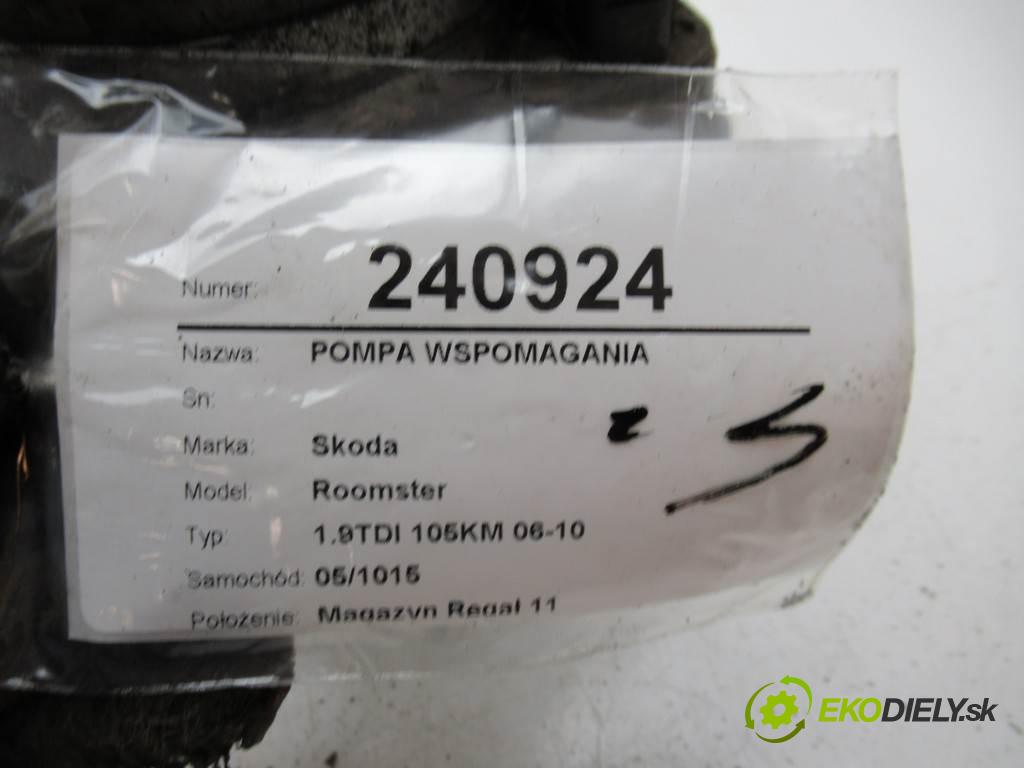 Numer: 240924
Nazwa: POMPA WSPOMAGANIA
Sn:
Marka: Skoda
Model: Roomster
Typ: 1.9TDI 105KM 06-10
Samochód: 05/1015
Położenie: Magazyn Regał 11
EKODIELY.sk